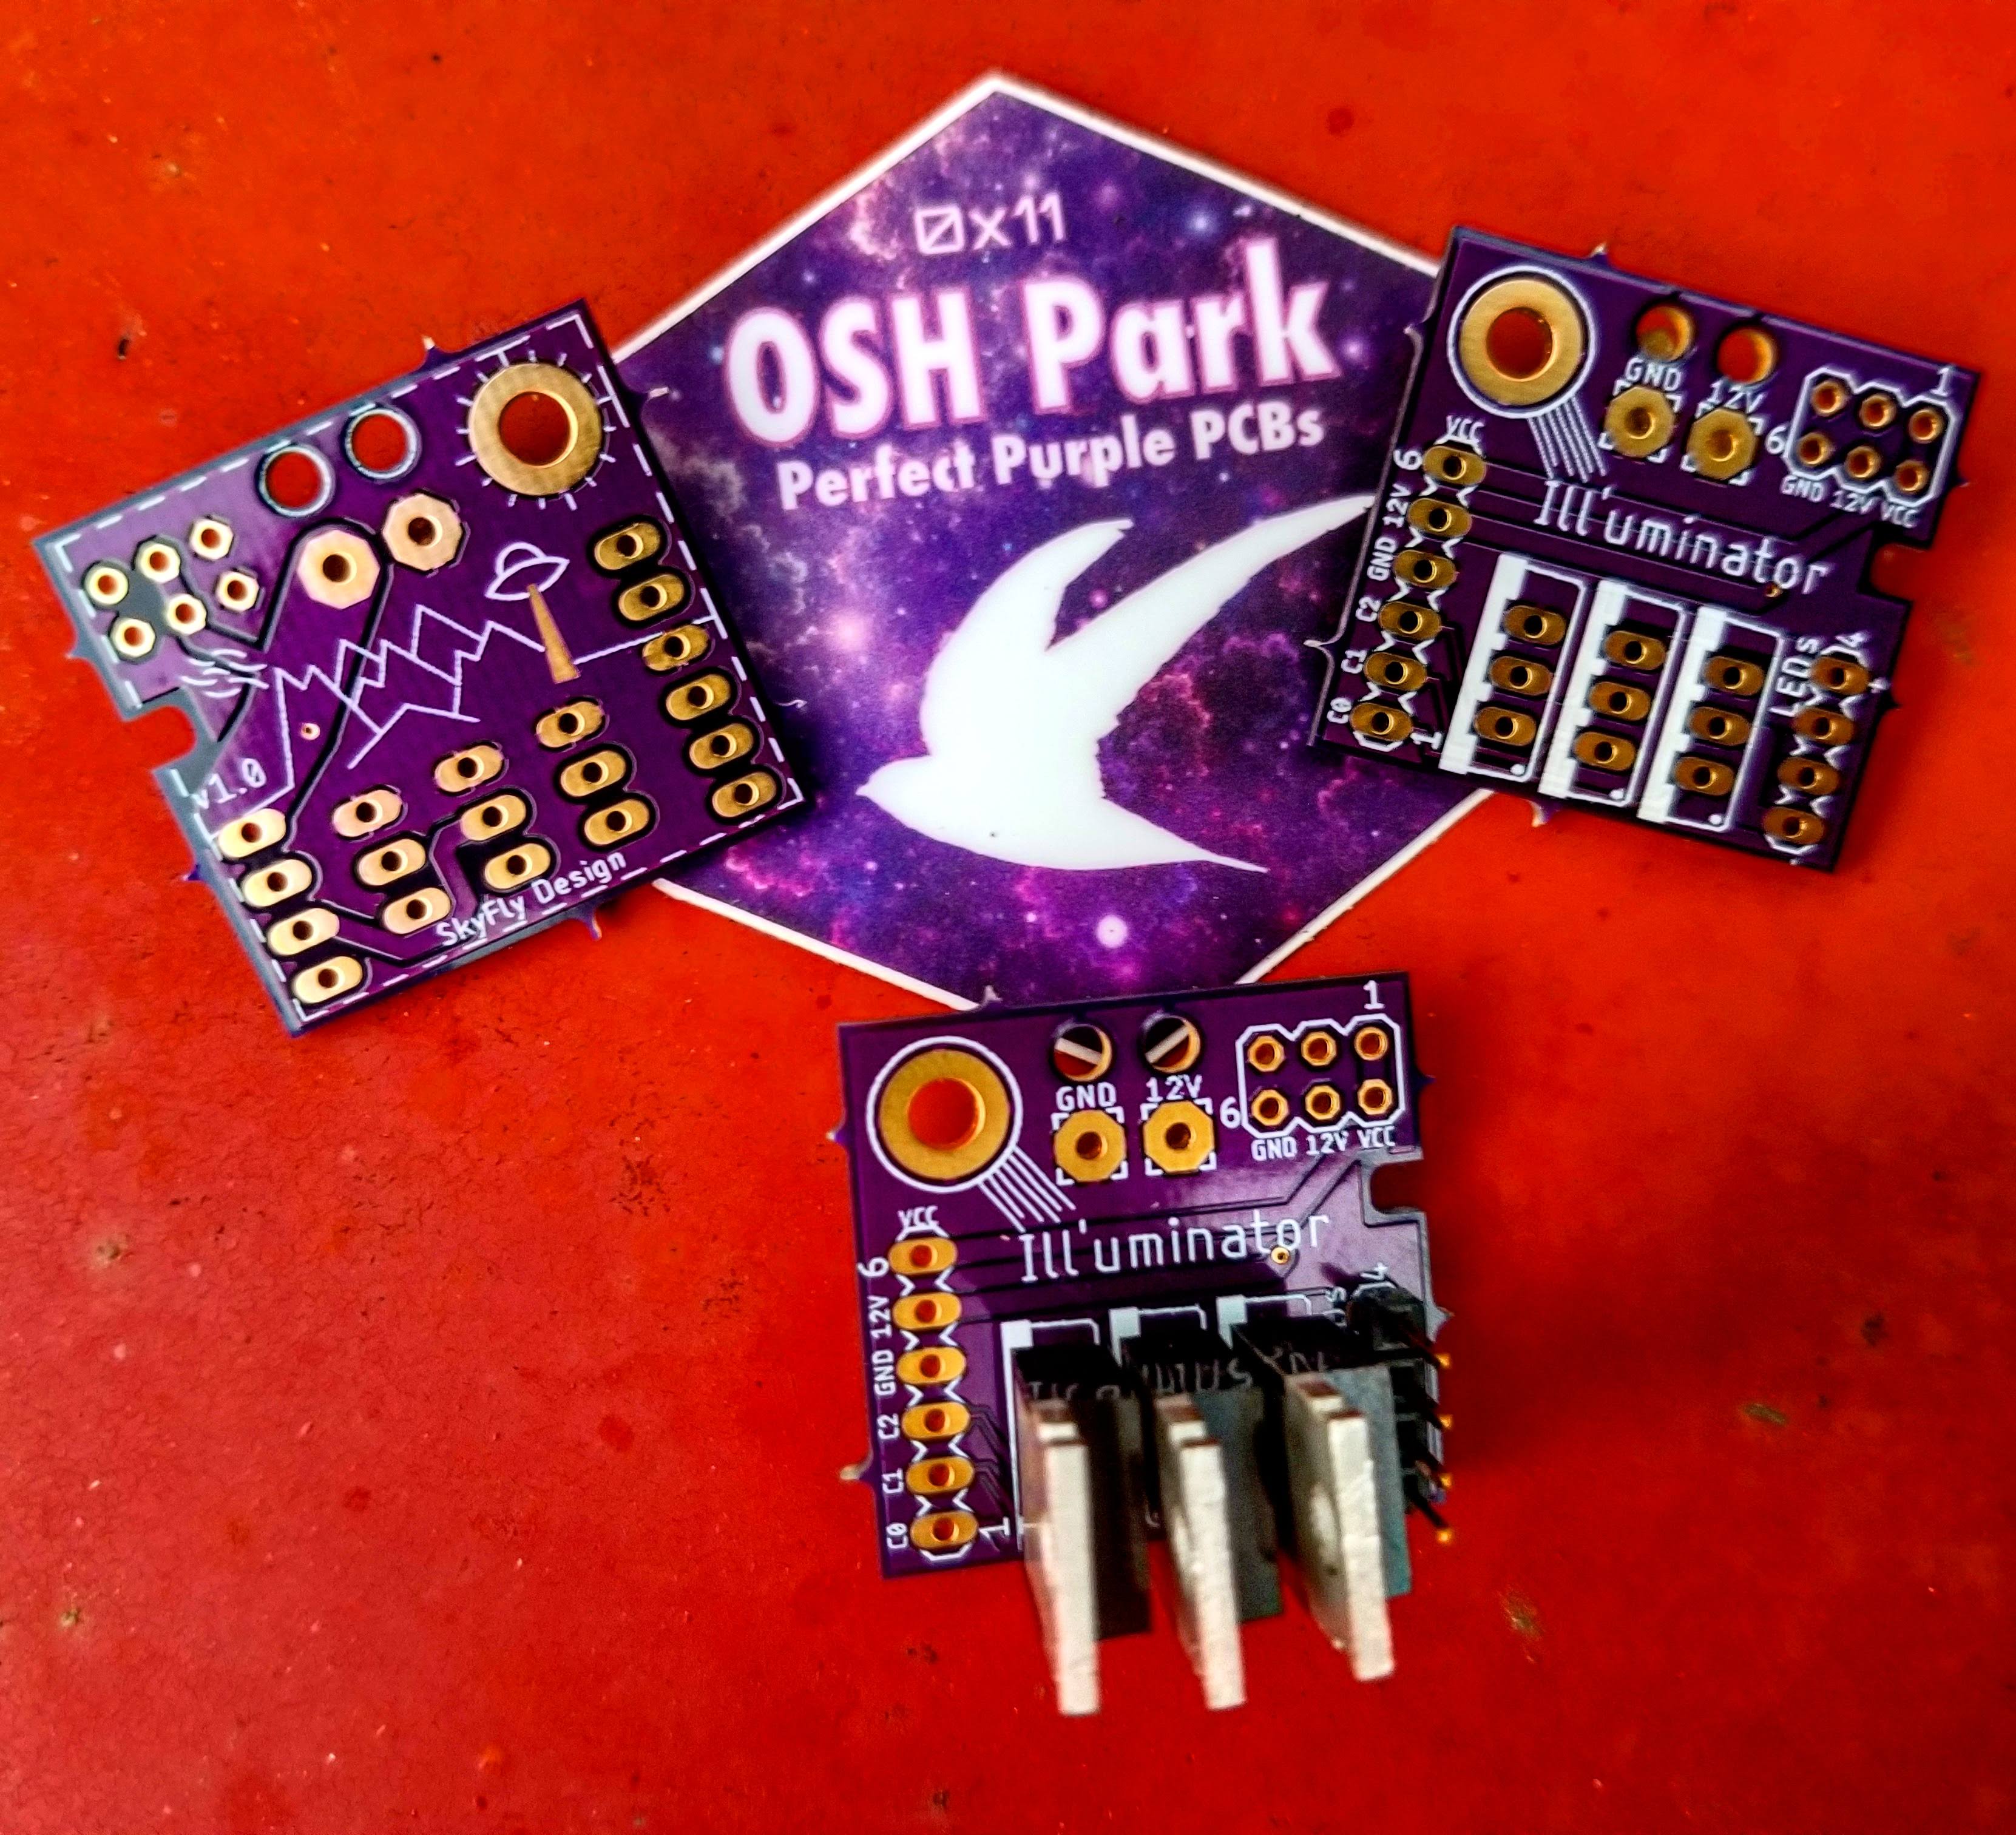 0x11
OSH Park
Perfect Purple PCBs
v1.0
SkyFly Design
1
GND
12V
6
GND 12V VCC
VCC
Ill'uminator
6
12V
GND
C2
C1
C0
1
LEDs
4
1
1
GND
12V
6
GND 12V VCC
VCC
Ill'uminator
6
12V
GND
C2
C1
C0
1
4